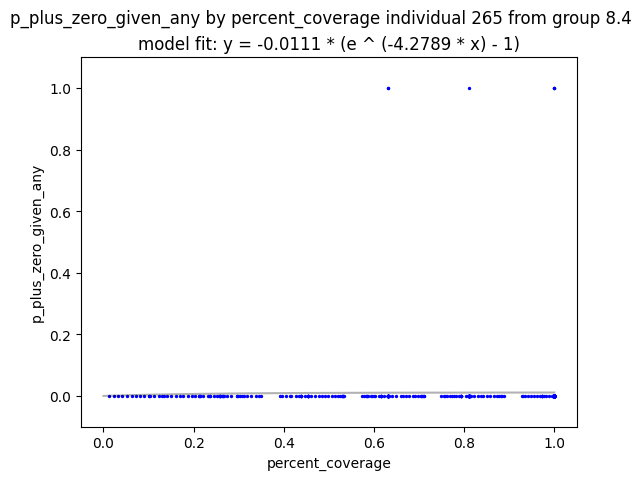 p_plus_zero_given_any by percent_coverage individual 265 from group 8.4
model fit: y = -0.0111 * (e ^ (-4.2789 * x) - 1)
1.0
0.8
0.6
0.4
0.2
0.0
p_plus_zero_given_any
0.0 0.2 0.4 0.6 0.8 1.0
percent_coverage